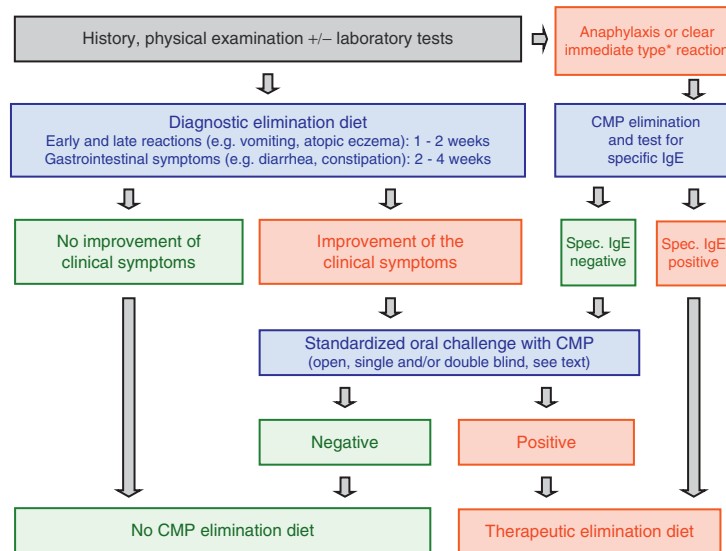 History, physical examination +/− laboratory tests
Anaphylaxis or clear
immediate type* reaction
Diagnostic elimination diet
Early and late reactions (e.g. vomiting, atopic eczema): 1 - 2 weeks
Gastrointestinal symptoms (e.g. diarrhea, constipation): 2 - 4 weeks
CMP elimination
and test for
specific IgE
No improvement of
clinical symptoms
Improvement of the
clinical symptoms
Spec. IgE
negative
Spec. IgE
positive
Standardized oral challenge with CMP
(open, single and/or double blind, see text)
Negative
Positive
No CMP elimination diet
Therapeutic elimination diet